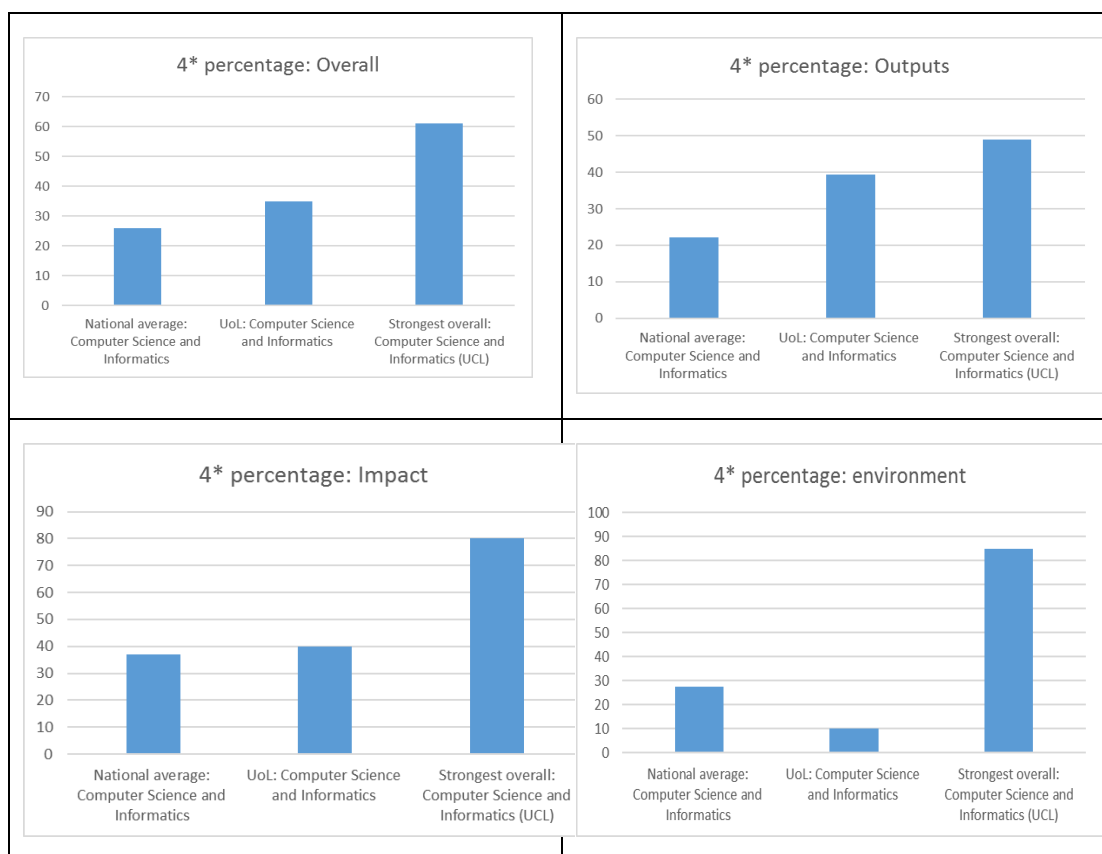 4* percentage: Overall
70
60
50
40
30
20
10
0
National average:
Computer Science and
Informatics
UoL: Computer Science
and Informatics
Strongest overall:
Computer Science and
Informatics (UCL)
4* percentage: Outputs
60
50
40
30
20
10
0
National average:
Computer Science and
Informatics
UoL: Computer Science
and Informatics
Strongest overall:
Computer Science and
Informatics (UCL)
4* percentage: Impact
90
80
70
60
50
40
30
20
10
0
National average:
Computer Science and
Informatics
UoL: Computer Science
and Informatics
Strongest overall:
Computer Science and
Informatics (UCL)
4* percentage: environment
100
90
80
70
60
50
40
30
20
10
0
National average:
Computer Science and
Informatics
UoL: Computer Science
and Informatics
Strongest overall:
Computer Science and
Informatics (UCL)